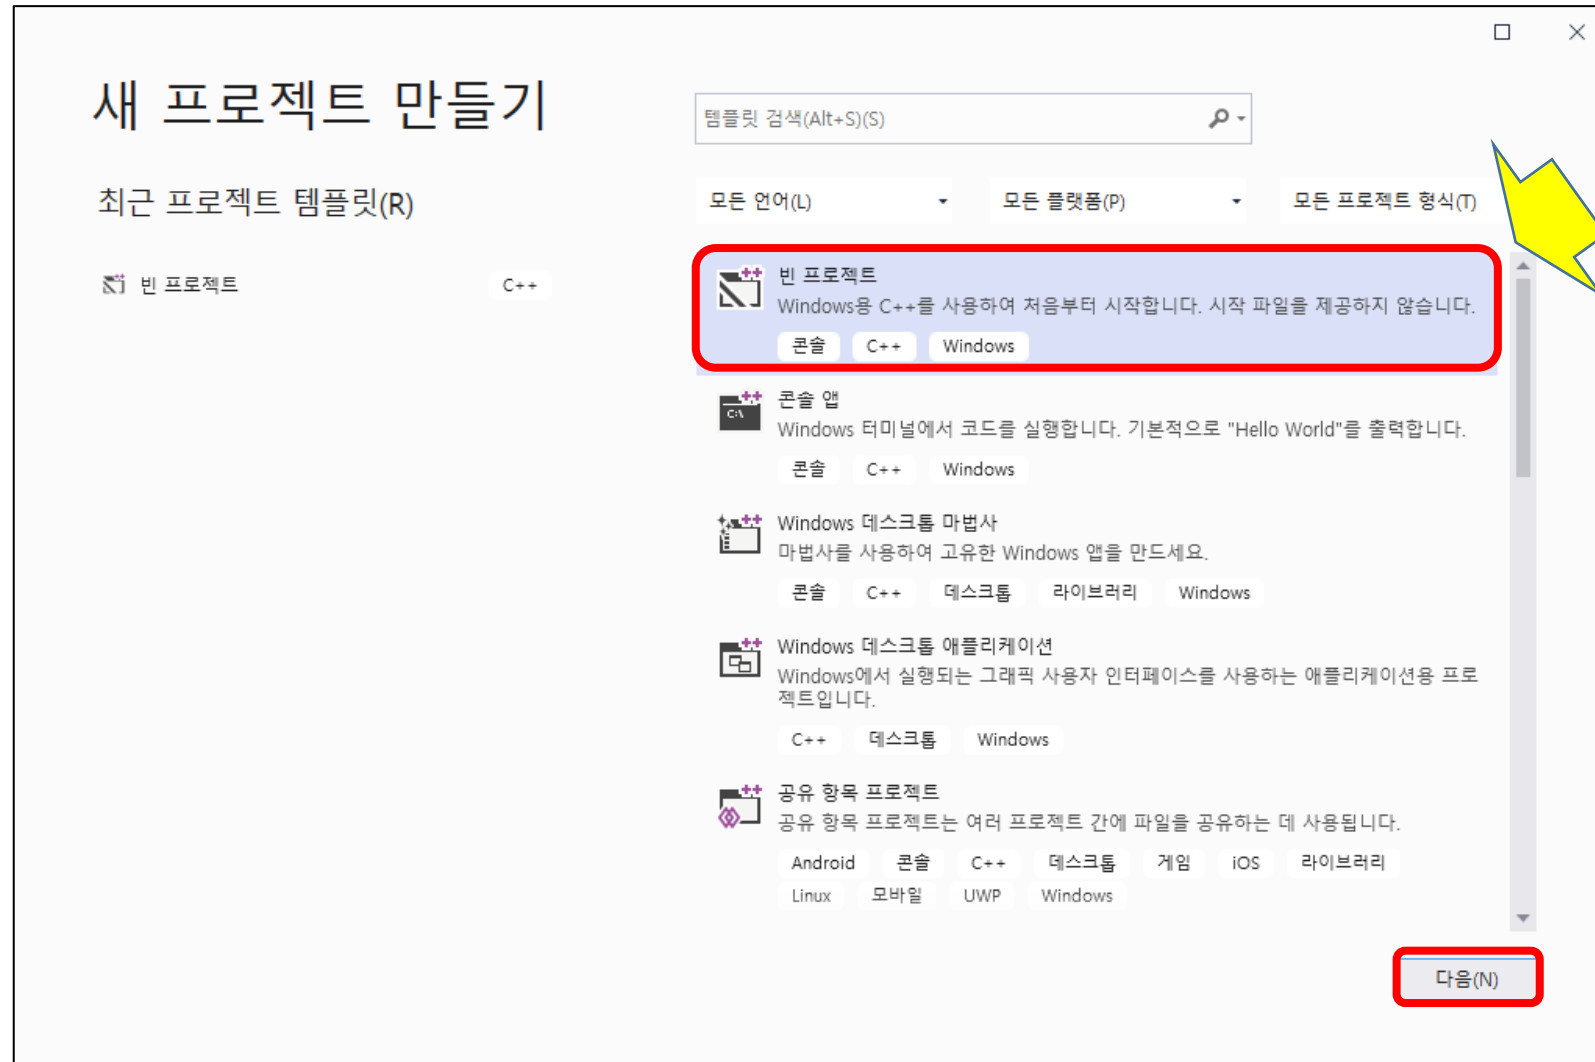 새 프로젝트 만들기
템플릿 검색(Alt+S)(S)
최근 프로젝트 템플릿(R)
모든 언어(L)
모든 플랫폼(P)
모든 프로젝트 형식(T)
빈 프로젝트
C++
빈 프로젝트
Windows용 C++를 사용하여 처음부터 시작합니다. 시작 파일을 제공하지 않습니다.
콘솔 C++ Windows
콘솔 앱
C:\
Windows 터미널에서 코드를 실행합니다. 기본적으로 "Hello World"를 출력합니다.
콘솔 C++ Windows
Windows 데스크톱 마법사
마법사를 사용하여 고유한 Windows 앱을 만드세요.
콘솔 C++ 데스크톱 라이브러리 Windows
Windows 데스크톱 애플리케이션
Windows에서 실행되는 그래픽 사용자 인터페이스를 사용하는 애플리케이션용 프로
젝트입니다.
C++ 데스크톱 Windows
공유 항목 프로젝트
공유 항목 프로젝트는 여러 프로젝트 간에 파일을 공유하는 데 사용됩니다.
Android 콘솔 C++ 데스크톱 게임 iOS 라이브러리
Linux 모바일 UWP Windows
다음(N)